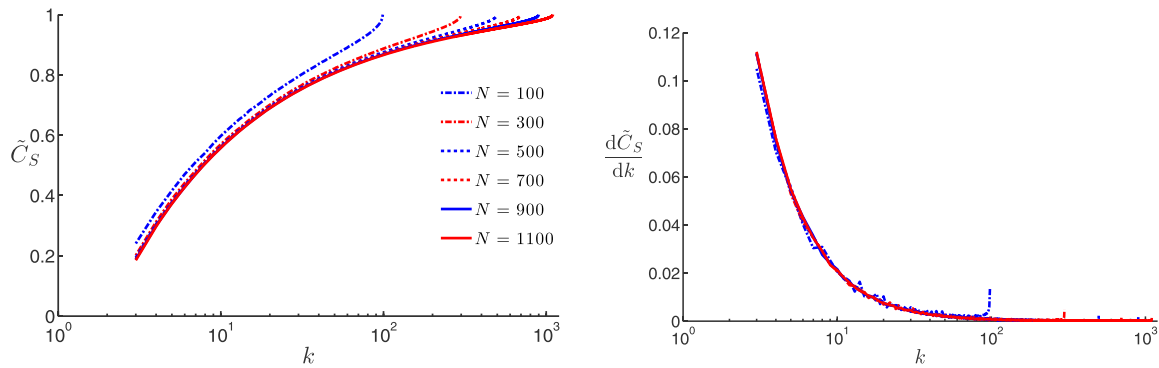 1
0.8
0.6
0.4
0.2
0
C̃_S
10^0
10^1
10^2
10^3
k
N = 100
N = 300
N = 500
N = 700
N = 900
N = 1100
0.12
0.1
0.08
0.06
0.04
0.02
0
dC̃_S
dk
10^0
10^1
10^2
10^3
k